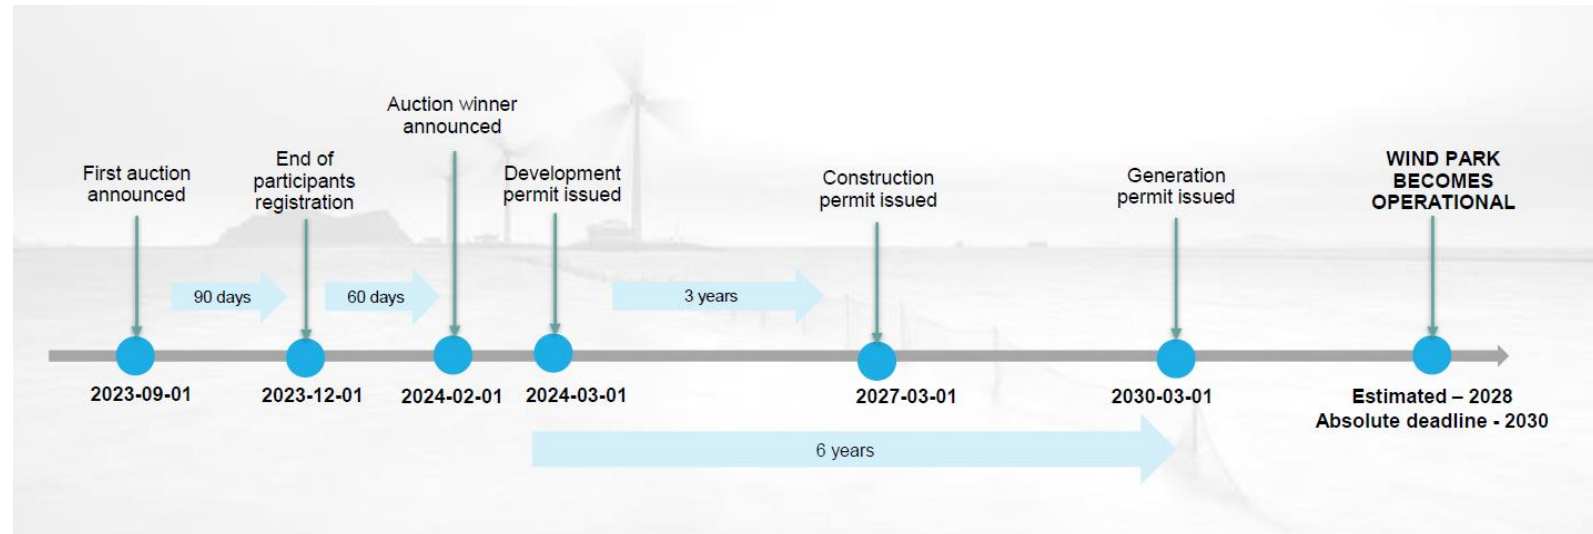 Auction winner
announced
First auction
announced
End of
participants
registration
Development
permit issued
Construction
permit issued
Generation
permit issued
WIND PARK
BECOMES
OPERATIONAL
90 days
60 days
3 years
2023-09-01
2023-12-01
2024-02-01
2024-03-01
2027-03-01
2030-03-01
Estimated – 2028
Absolute deadline - 2030
6 years